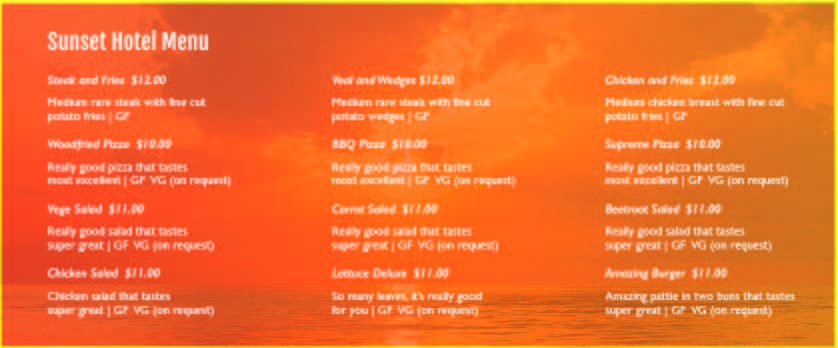 Sunset Hotel Menu
Steak and Fries $12.00
Medium rare steak with fine cut
potato fries | GF
Woodfried Pizza $10.00
Really good pizza that tastes
most excellent | GF VG (on request)
Vege Salad $11.00
Really good salad that tastes
super great | GF VG (on request)
Chicken Salad $11.00
Chicken salad that tastes
super great | GF VG (on request)
Veal and Wedges $12.00
Medium rare steak with fine cut
potato wedges | GF
BBQ Pizza $10.00
Really good pizza that tastes
most excellent | GF VG (on request)
Carrot Salad $11.00
Really good salad that tastes
super great | GF VG (on request)
Lettuce Deluxe $11.00
So many leaves, it's really good
for you | GF VG (on request)
Chicken and Fries $12.00
Medium chicken breast with fine cut
potato fries | GF
Supreme Pizza $10.00
Really good pizza that tastes
most excellent | GF VG (on request)
Beetroot Salad $11.00
Really good salad that tastes
super great | GF VG (on request)
Amazing Burger $11.00
Amazing pattie in two buns that tastes
super great | GF VG (on request)